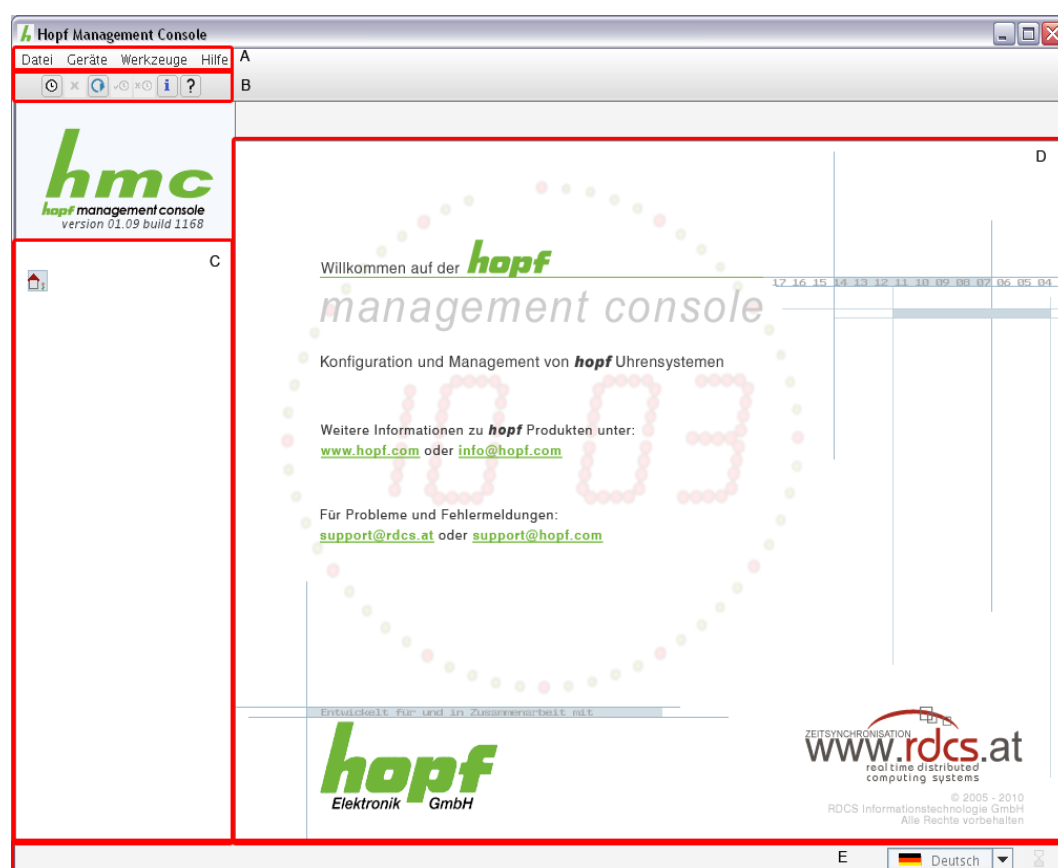 Hopf Management Console
Datei Geräte Werkzeuge Hilfe A
B
hmc
hopf management console
version 01.09 build 1168
C
D
Willkommen auf der hopf
17 16 15 14 13 12 11 10 09 08 07 06 05 04
management console
Konfiguration und Management von hopf Uhrensystemen
10 03
Weitere Informationen zu hopf Produkten unter:
www.hopf.com oder info@hopf.com
Für Probleme und Fehlermeldungen:
support@rdcs.at oder support@hopf.com
Entwickelt für und in Zusammenarbeit mit
hopf
Elektronik GmbH
ZEITSYNCHRONISATION
www.rdcs.at
real time distributed
computing systems
© 2005 - 2010
RDCS Informationstechnologie GmbH
Alle Rechte vorbehalten
E
Deutsch